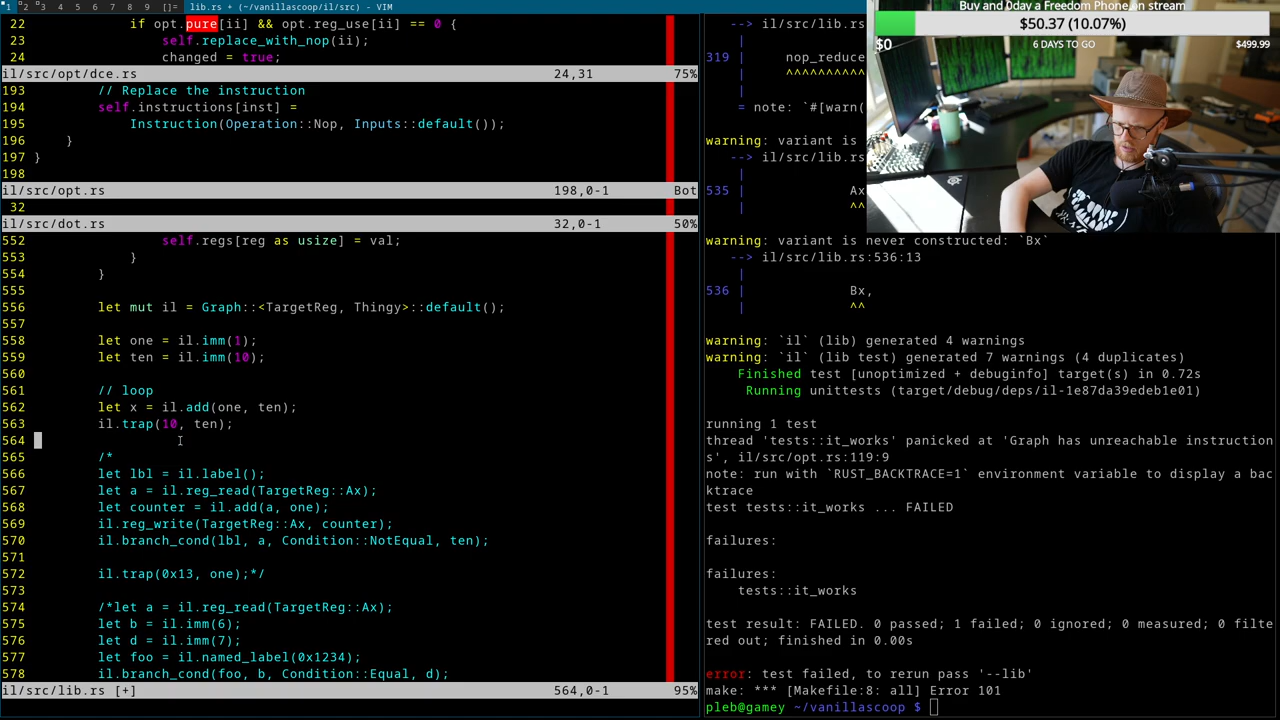 1 2 3 4 5 6 7 8 9 []= lib.rs + (~/vanillascoop/il/src) - VIM
22 if opt.pure[ii] && opt.reg_use[ii] == 0 {
23 self.replace_with_nop(ii);
24 changed = true;
il/src/opt/dce.rs 24,31 75%
193 // Replace the instruction
194 self.instructions[inst] =
195 Instruction(Operation::Nop, Inputs::default());
196 }
197 }
198
il/src/opt.rs 198,0-1 Bot
32
il/src/dot.rs 32,0-1 50%
552 self.regs[reg as usize] = val;
553 }
554 }
555
556 let mut il = Graph::<TargetReg, Thingy>::default();
557
558 let one = il.imm(1);
559 let ten = il.imm(10);
560
561 // loop
562 let x = il.add(one, ten);
563 il.trap(10, ten);
564
565 /*
566 let lbl = il.label();
567 let a = il.reg_read(TargetReg::Ax);
568 let counter = il.add(a, one);
569 il.reg_write(TargetReg::Ax, counter);
570 il.branch_cond(lbl, a, Condition::NotEqual, ten);
571
572 il.trap(0x13, one);*/
573
574 /*let a = il.reg_read(TargetReg::Ax);
575 let b = il.imm(6);
576 let d = il.imm(7);
577 let foo = il.named_label(0x1234);
578 il.branch_cond(foo, b, Condition::Equal, d);
il/src/lib.rs [+] 564,0-1 95%
--> il/src/lib.rs
|
319 | nop_reduce
| ^^^^^^^^^^
|
= note: `#[warn(
warning: variant is
--> il/src/lib.rs
|
535 | Ax
| ^^
warning: variant is never constructed: `Bx`
--> il/src/lib.rs:536:13
|
536 | Bx,
| ^^
warning: `il` (lib) generated 4 warnings
warning: `il` (lib test) generated 7 warnings (4 duplicates)
Finished test [unoptimized + debuginfo] target(s) in 0.72s
Running unittests (target/debug/deps/il-1e87da39edeb1e01)
running 1 test
thread 'tests::it_works' panicked at 'Graph has unreachable instruction
s', il/src/opt.rs:119:9
note: run with `RUST_BACKTRACE=1` environment variable to display a bac
ktrace
test tests::it_works ... FAILED
failures:
failures:
tests::it_works
test result: FAILED. 0 passed; 1 failed; 0 ignored; 0 measured; 0 filte
red out; finished in 0.00s
error: test failed, to rerun pass '--lib'
make: *** [Makefile:8: all] Error 101
pleb@gamey ~/vanillascoop $
Buy and 0day a Freedom Phone on stream
$50.37 (10.07%)
$0 6 DAYS TO GO $499.99